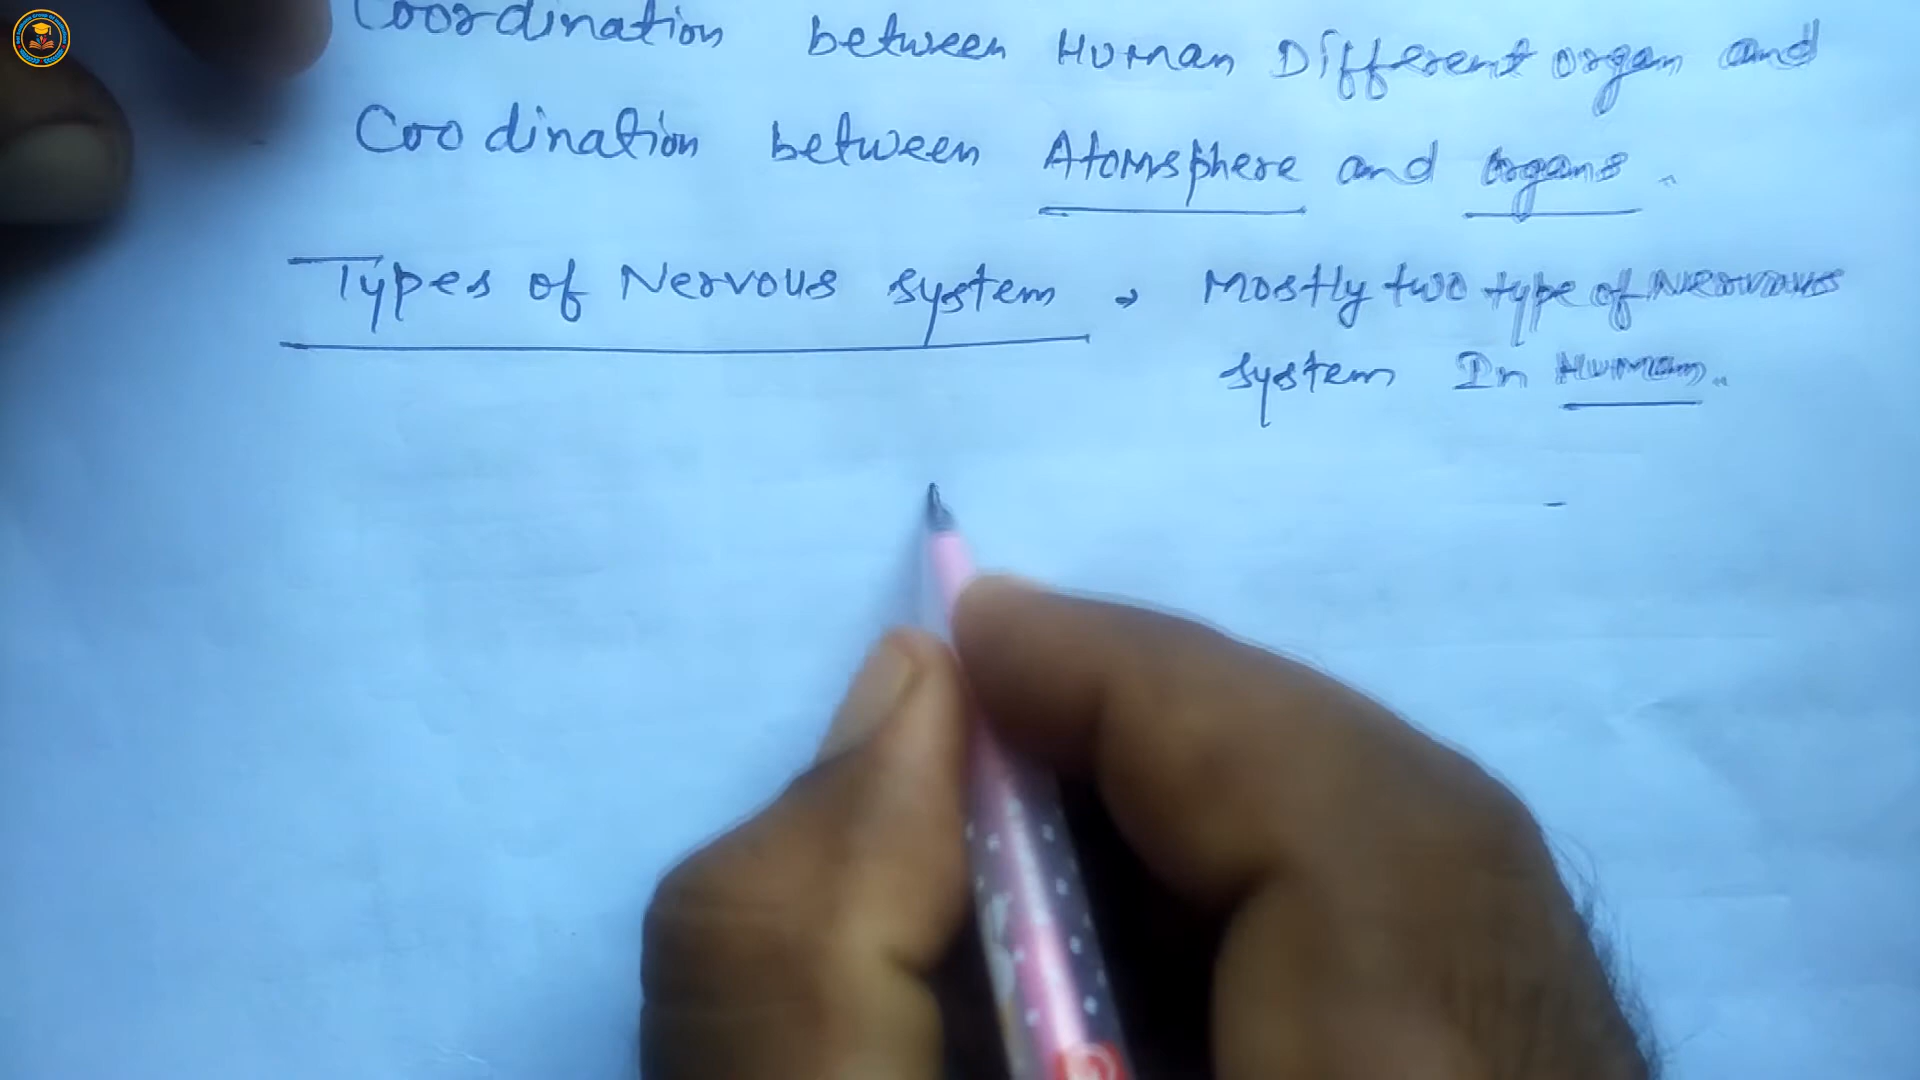 Coordination between Human Different organ and
Coodination between Atomsphere and organs.
Types of Nervous system → Mostly two type of Nervous
system In Human.